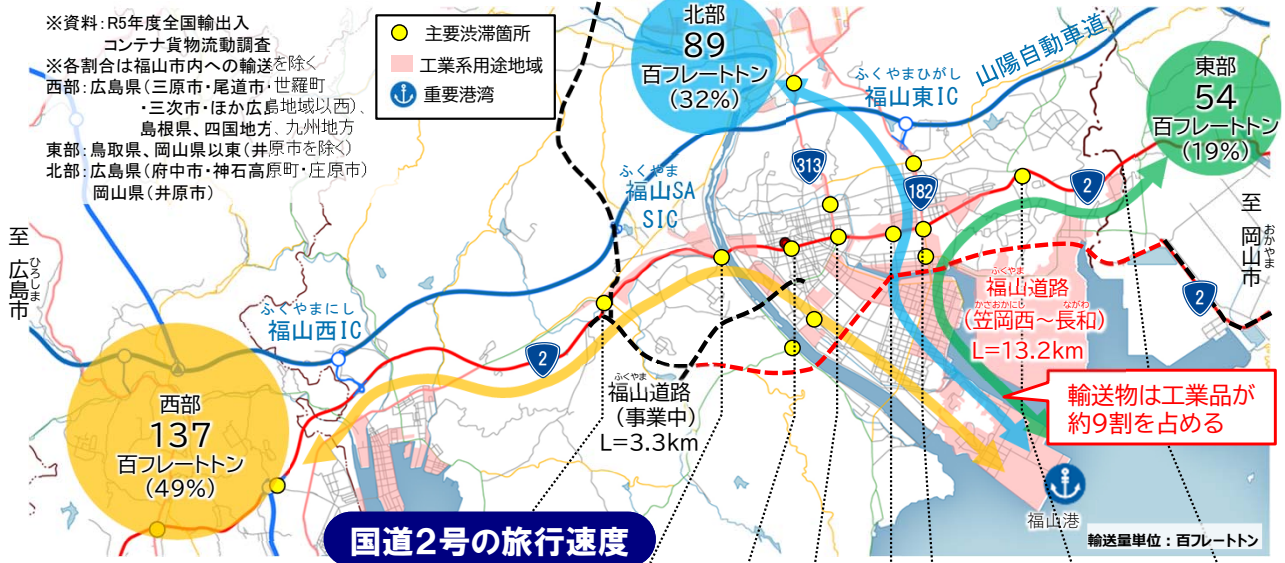 ※資料:R5年度全国輸出入
コンテナ貨物流動調査
※各割合は福山市内への輸送を除く
西部:広島県(三原市・尾道市・世羅町
・三次市・ほか広島地域以西)、
島根県、四国地方、九州地方
東部:鳥取県、岡山県以東(井原市を除く)
北部:広島県(府中市・神石高原町・庄原市)
岡山県(井原市)
主要渋滞箇所
工業系用途地域
重要港湾
北部
89
百フレートトン
(32%)
ふくやまひがし
福山東IC
山陽自動車道
東部
54
百フレートトン
(19%)
313
182
2
ふくやま
福山SA
SIC
至
広島市
ひろしま
至
岡山市
おかやま
ふくやまにし
福山西IC
2
2
ふくやま
福山道路
かさおかにし ながわ
(笠岡西~長和)
L=13.2km
ふくやま
福山道路
(事業中)
L=3.3km
輸送物は工業品が
約9割を占める
西部
137
百フレートトン
(49%)
福山港
国道2号の旅行速度
輸送量単位:百フレートトン